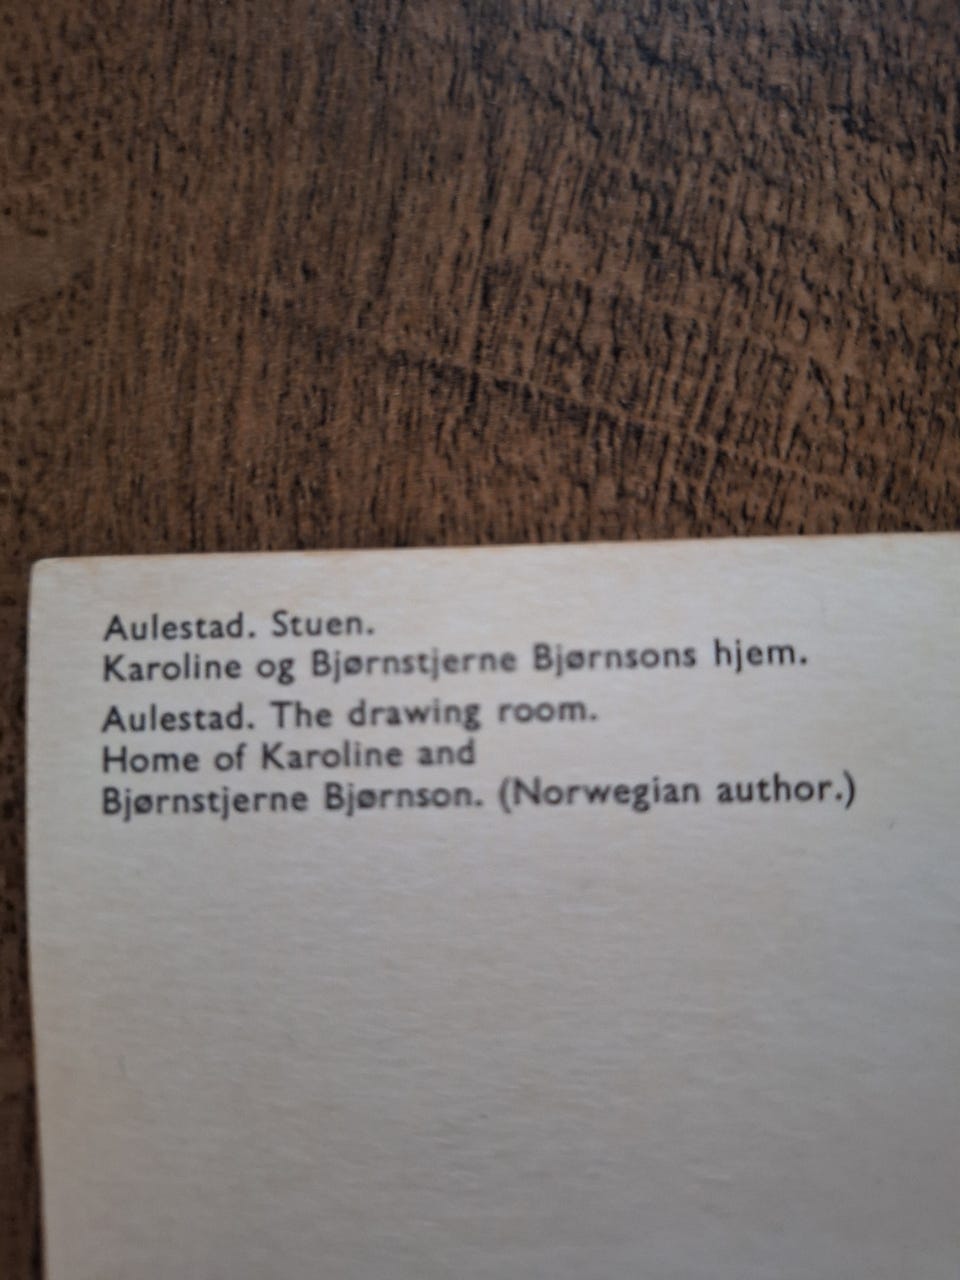 Aulestad. Stuen.
Karoline og Bjørnstjerne Bjørnsons hjem.
Aulestad. The drawing room.
Home of Karoline and
Bjørnstjerne Bjørnson. (Norwegian author.)